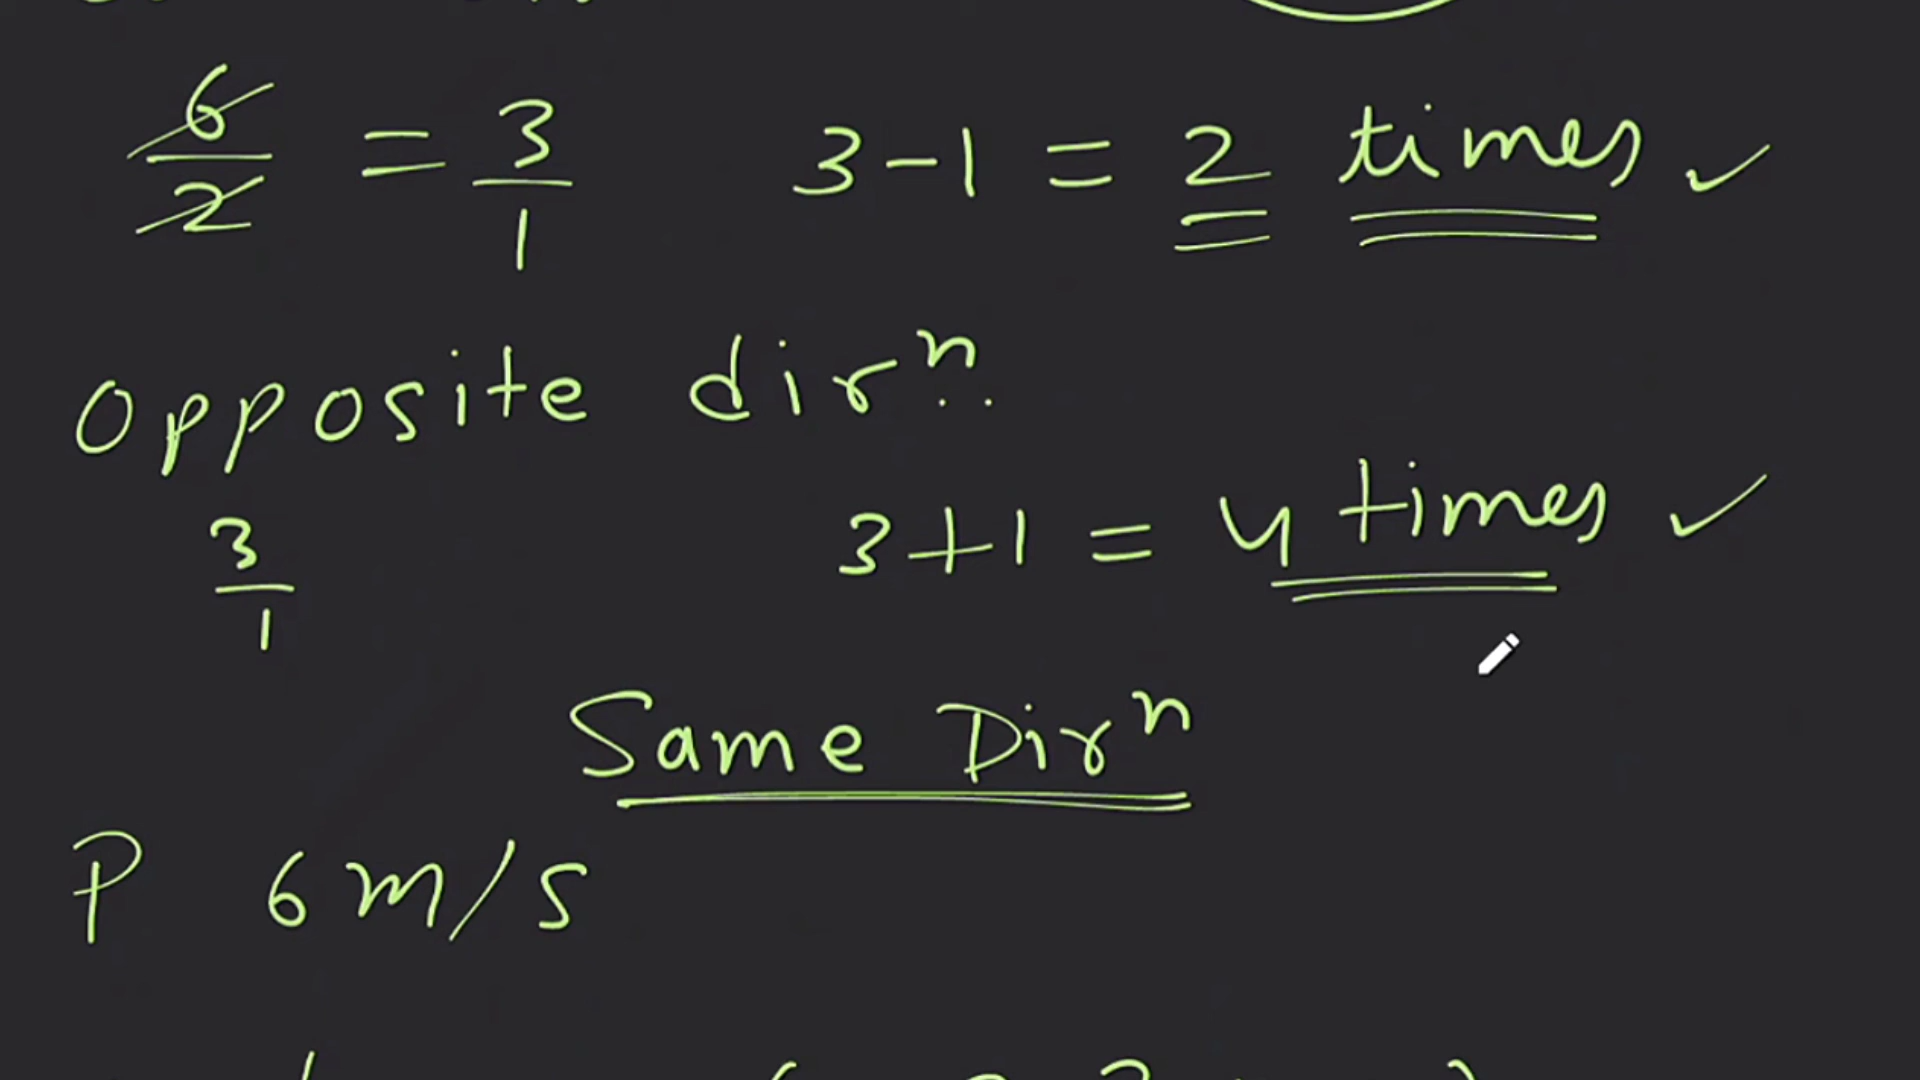 6/2 = 3/1 3-1 = 2 times ✓
Opposite dirⁿ..
3/1 3+1 = 4 times ✓
Same Dirⁿ
P 6 m/s